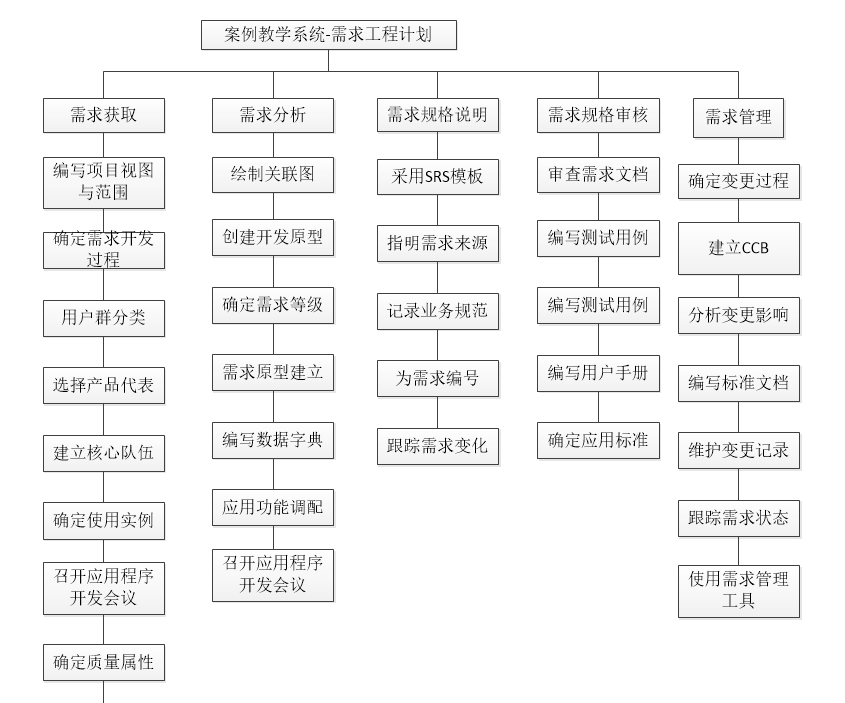 案例教学系统-需求工程计划
需求获取
编写项目视图
与范围
确定需求开发
过程
用户群分类
选择产品代表
建立核心队伍
确定使用实例
召开应用程序
开发会议
确定质量属性
需求分析
绘制关联图
创建开发原型
确定需求等级
需求原型建立
编写数据字典
应用功能调配
召开应用程序
开发会议
需求规格说明
采用SRS模板
指明需求来源
记录业务规范
为需求编号
跟踪需求变化
需求规格审核
审查需求文档
编写测试用例
编写测试用例
编写用户手册
确定应用标准
需求管理
确定变更过程
建立CCB
分析变更影响
编写标准文档
维护变更记录
跟踪需求状态
使用需求管理
工具